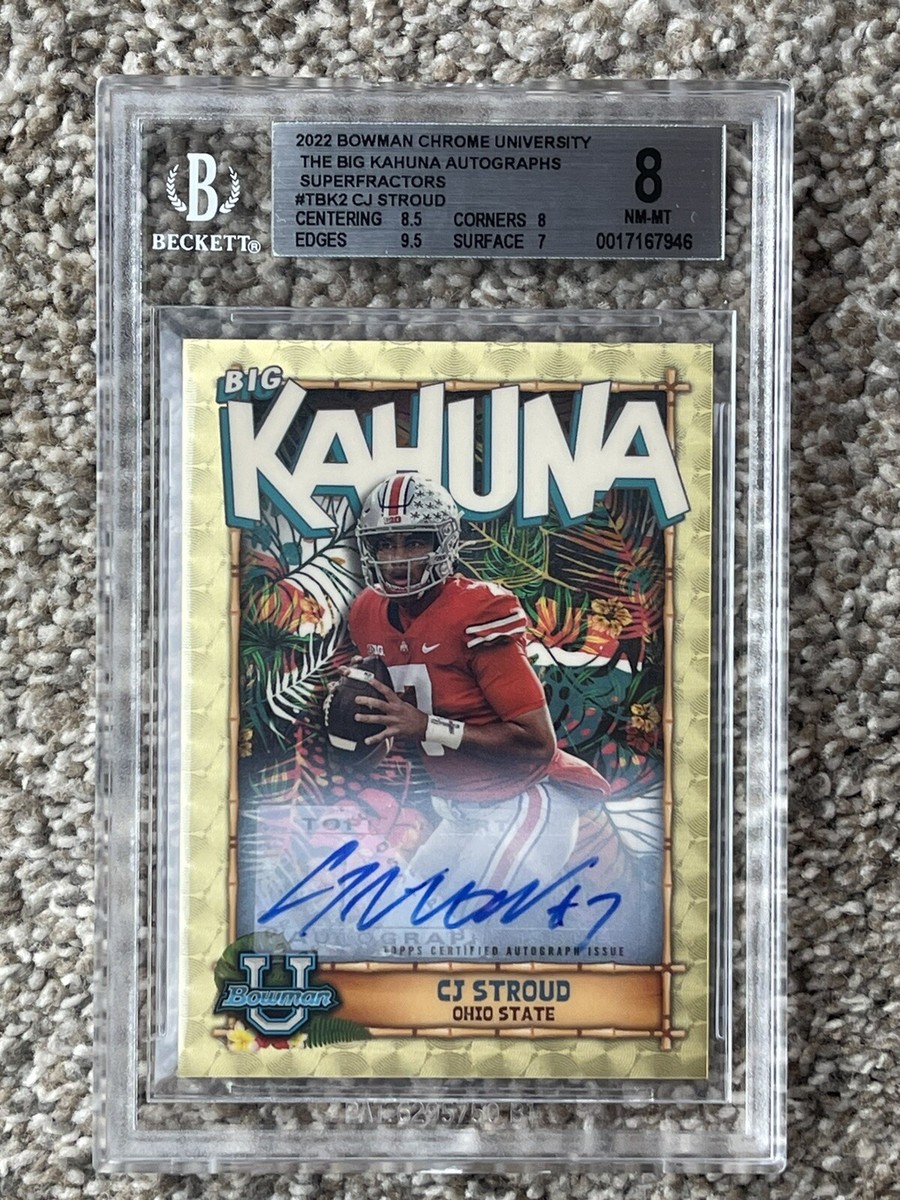 2022 BOWMAN CHROME UNIVERSITY
THE BIG KAHUNA AUTOGRAPHS
SUPERFRACTORS
#TBK2 CJ STROUD
CENTERING 8.5 CORNERS 8
EDGES 9.5 SURFACE 7
8
NM-MT
0017167946
B
BECKETT®
BIG
KAHUNA
7
#7
TOPPS CERTIFIED AUTOGRAPH ISSUE
U
Bowman
CJ STROUD
OHIO STATE